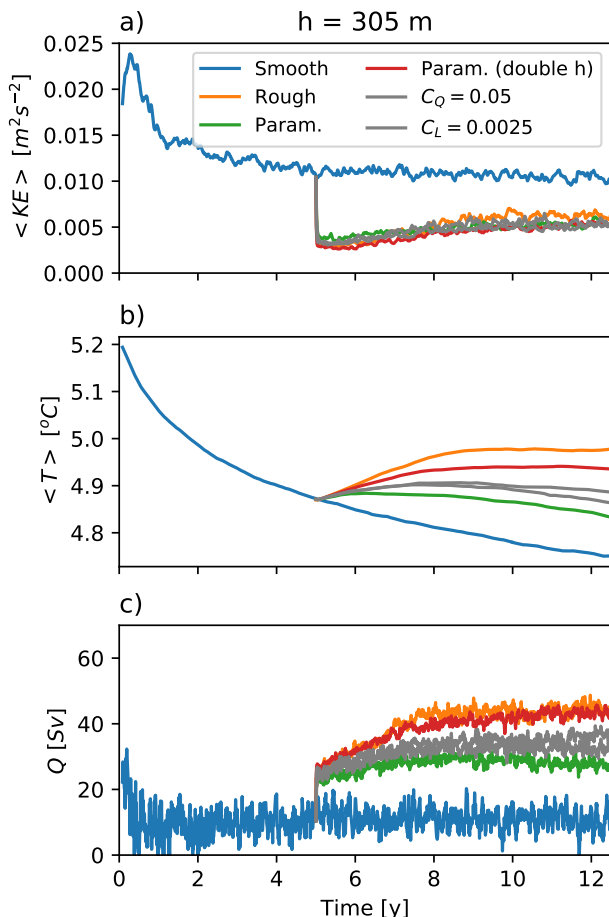 a)
h = 305 m
0.025
0.020
0.015
0.010
0.005
0.000
< KE > [m²s⁻²]
Smooth
Rough
Param.
Param. (double h)
C_Q = 0.05
C_L = 0.0025
b)
5.2
5.1
5.0
4.9
4.8
< T > [°C]
c)
60
40
20
0
Q [Sv]
0 2 4 6 8 10 12
Time [y]